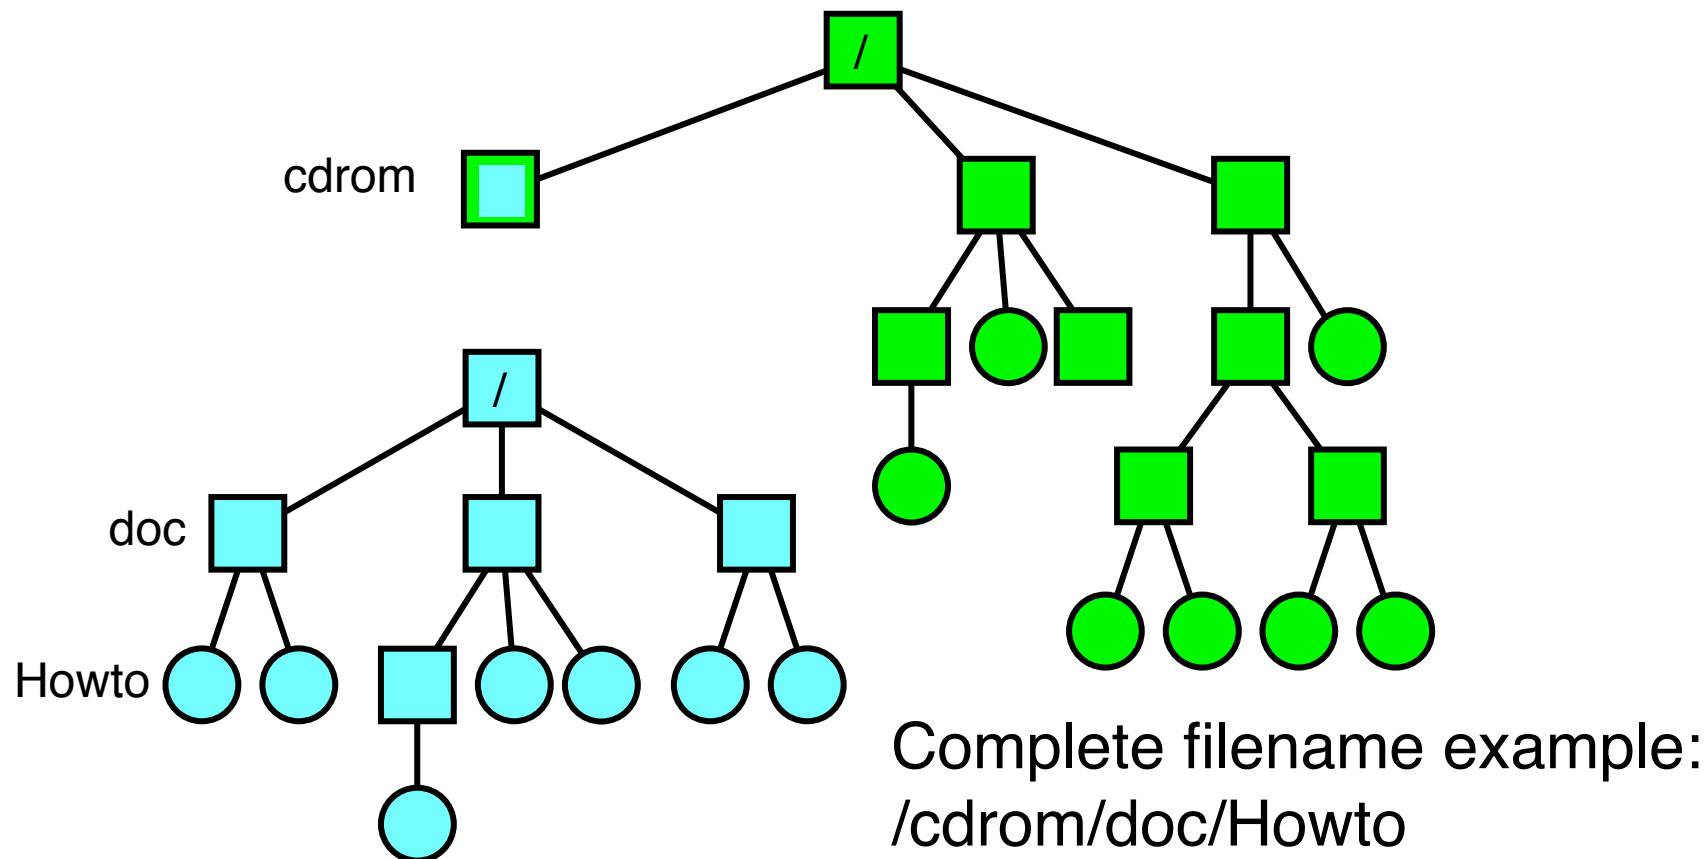 /
cdrom
/
doc
Howto
Complete filename example:
/cdrom/doc/Howto